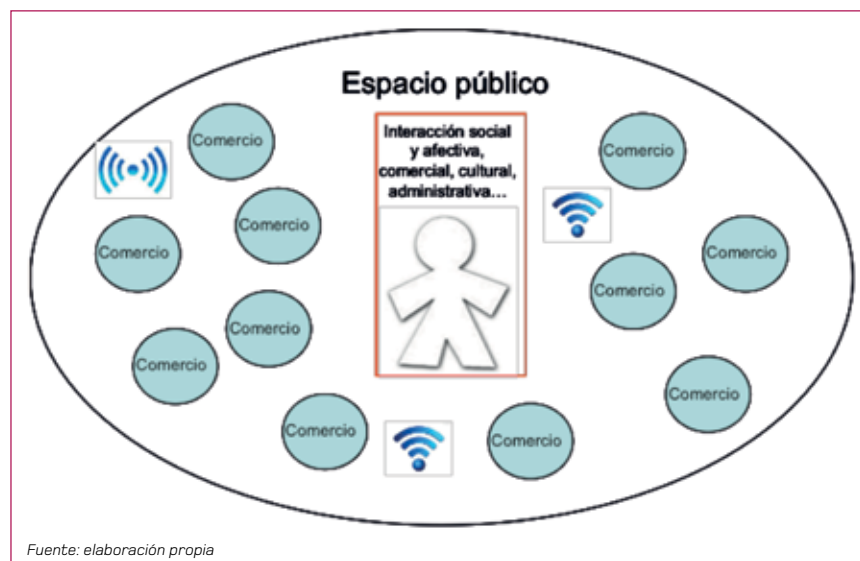 Espacio público
Interacción social
y afectiva,
comercial, cultural,
administrativa...
Comercio
Comercio
Comercio
Comercio
Comercio
Comercio
Comercio
Comercio
Comercio
Comercio
Comercio
Fuente: elaboración propia